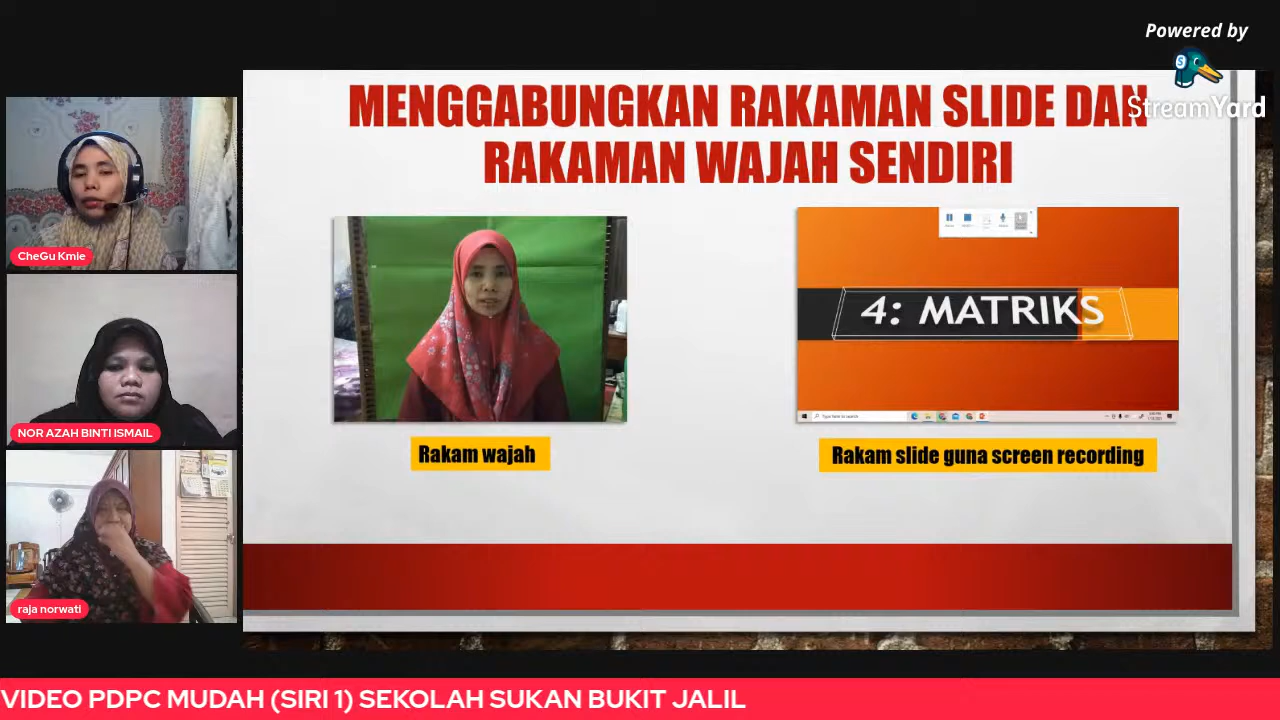 Powered by
StreamYard
MENGGABUNGKAN RAKAMAN SLIDE DAN
RAKAMAN WAJAH SENDIRI
CheGu Kmie
4: MATRIKS
NOR AZAH BINTI ISMAIL
Rakam wajah
Rakam slide guna screen recording
raja norwati
VIDEO PDPC MUDAH (SIRI 1) SEKOLAH SUKAN BUKIT JALIL